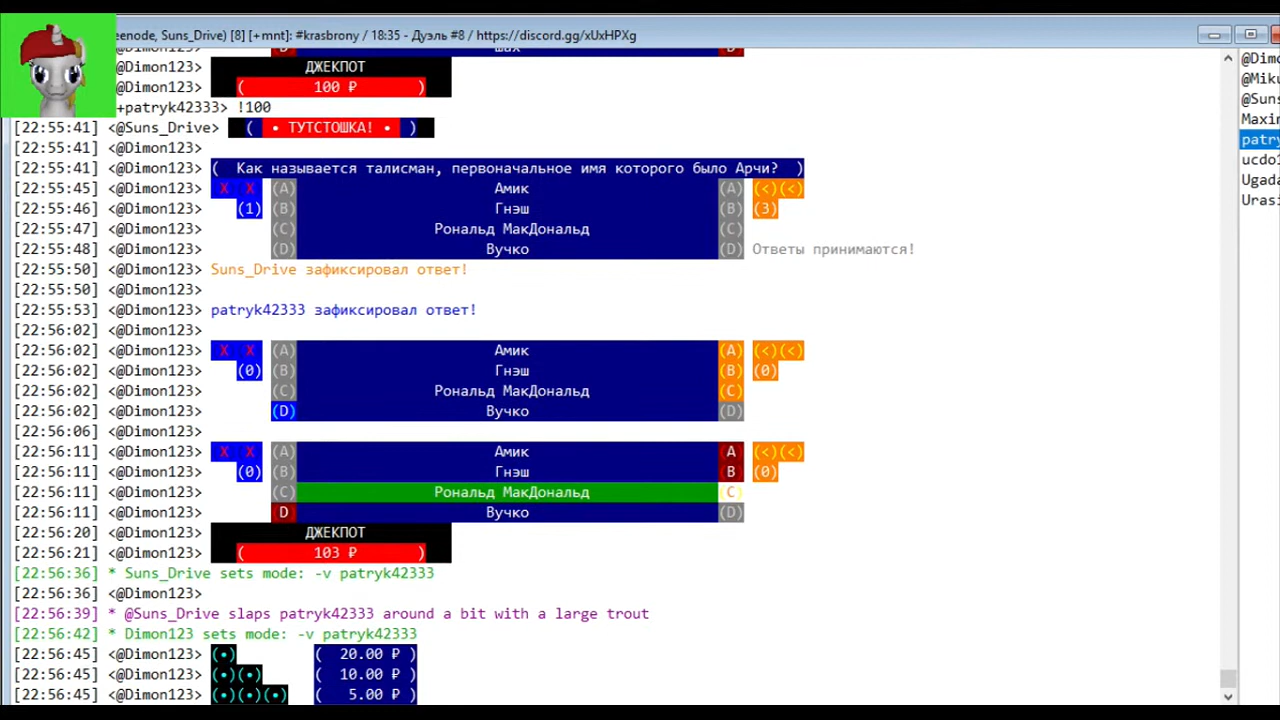 eenode, Suns_Drive) [8] [+mnt]: #krasbrony / 18:35 - Дуэль #8 / https://discord.gg/xUxHPXg
@Dimon123> ДЖЕКПОТ
@Dimon123> ( 100 ₽ )
+patryk42333> !100
[22:55:41] <@Suns_Drive> ( • ТУТСТОШКА! • )
[22:55:41] <@Dimon123>
[22:55:41] <@Dimon123> ( Как называется талисман, первоначальное имя которого было Арчи? )
[22:55:45] <@Dimon123> X X (A) Амик (A) (<)(<)
[22:55:46] <@Dimon123> (1) (B) Гнэш (B) (3)
[22:55:47] <@Dimon123> (C) Рональд МакДональд (C)
[22:55:48] <@Dimon123> (D) Вучко (D) Ответы принимаются!
[22:55:50] <@Dimon123> Suns_Drive зафиксировал ответ!
[22:55:50] <@Dimon123>
[22:55:53] <@Dimon123> patryk42333 зафиксировал ответ!
[22:56:02] <@Dimon123>
[22:56:02] <@Dimon123> X X (A) Амик (A) (<)(<)
[22:56:02] <@Dimon123> (0) (B) Гнэш (B) (0)
[22:56:02] <@Dimon123> (C) Рональд МакДональд (C)
[22:56:02] <@Dimon123> (D) Вучко (D)
[22:56:06] <@Dimon123>
[22:56:11] <@Dimon123> X X (A) Амик A (<)(<)
[22:56:11] <@Dimon123> (0) (B) Гнэш B (0)
[22:56:11] <@Dimon123> (C) Рональд МакДональд C
[22:56:11] <@Dimon123> D Вучко (D)
[22:56:20] <@Dimon123> ДЖЕКПОТ
[22:56:21] <@Dimon123> ( 103 ₽ )
[22:56:36] * Suns_Drive sets mode: -v patryk42333
[22:56:36] <@Dimon123>
[22:56:39] * @Suns_Drive slaps patryk42333 around a bit with a large trout
[22:56:42] * Dimon123 sets mode: -v patryk42333
[22:56:45] <@Dimon123> (•) ( 20.00 ₽ )
[22:56:45] <@Dimon123> (•)(•) ( 10.00 ₽ )
[22:56:45] <@Dimon123> (•)(•)(•) ( 5.00 ₽ )
@Dimo
@Miku
@Suns
Maxim
patry
ucdo1
Ugada
Urasi